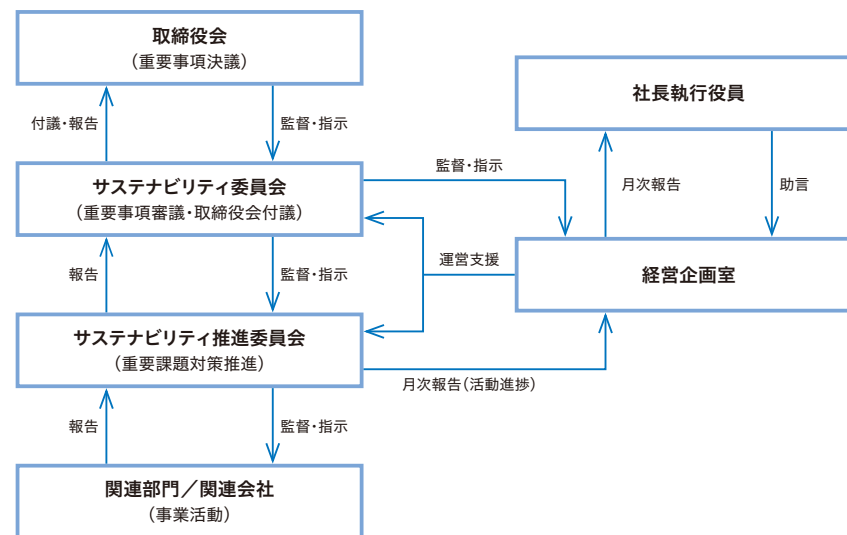 取締役会
（重要事項決議）
社長執行役員
付議・報告
監督・指示
監督・指示
月次報告
助言
サステナビリティ委員会
（重要事項審議・取締役会付議）
運営支援
経営企画室
報告
監督・指示
サステナビリティ推進委員会
（重要課題対策推進）
月次報告（活動進捗）
報告
監督・指示
関連部門／関連会社
（事業活動）